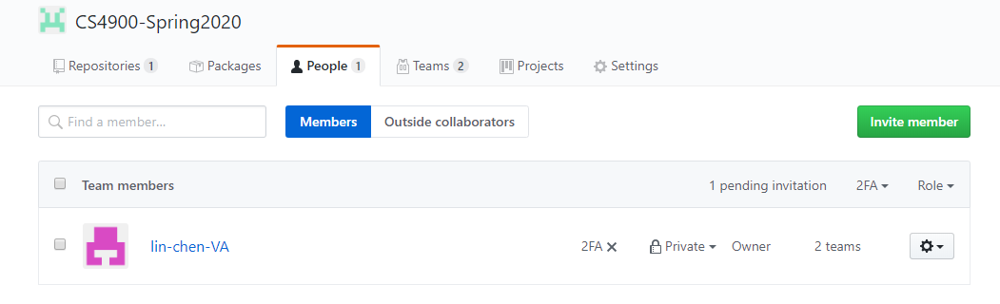 CS4900-Spring2020
Repositories 1 Packages People 1 Teams 2 Projects Settings
Find a member... Members Outside collaborators Invite member
Team members 1 pending invitation 2FA Role
lin-chen-VA 2FA Private Owner 2 teams